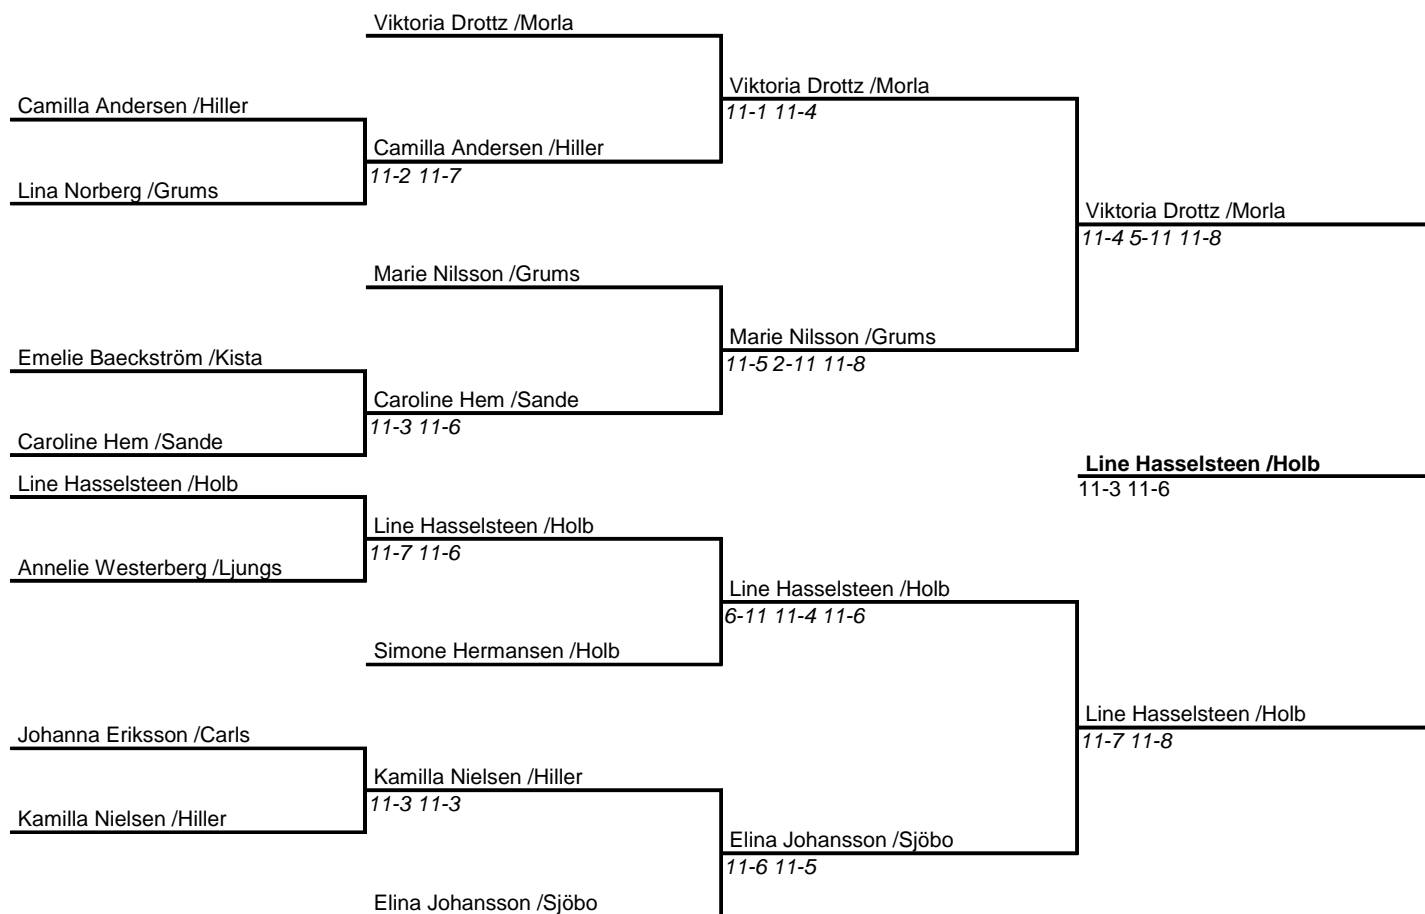 Viktoria Drottz /Morla
Viktoria Drottz /Morla
Camilla Andersen /Hiller
11-1 11-4
Camilla Andersen /Hiller
11-2 11-7
Lina Norberg /Grums
Viktoria Drottz /Morla
11-4 5-11 11-8
Marie Nilsson /Grums
Marie Nilsson /Grums
Emelie Baeckström /Kista
11-5 2-11 11-8
Caroline Hem /Sande
11-3 11-6
Caroline Hem /Sande
Line Hasselsteen /Holb
Line Hasselsteen /Holb
11-3 11-6
Line Hasselsteen /Holb
11-7 11-6
Annelie Westerberg /Ljungs
Line Hasselsteen /Holb
6-11 11-4 11-6
Simone Hermansen /Holb
Line Hasselsteen /Holb
Johanna Eriksson /Carls
11-7 11-8
Kamilla Nielsen /Hiller
11-3 11-3
Kamilla Nielsen /Hiller
Elina Johansson /Sjöbo
11-6 11-5
Elina Johansson /Sjöbo